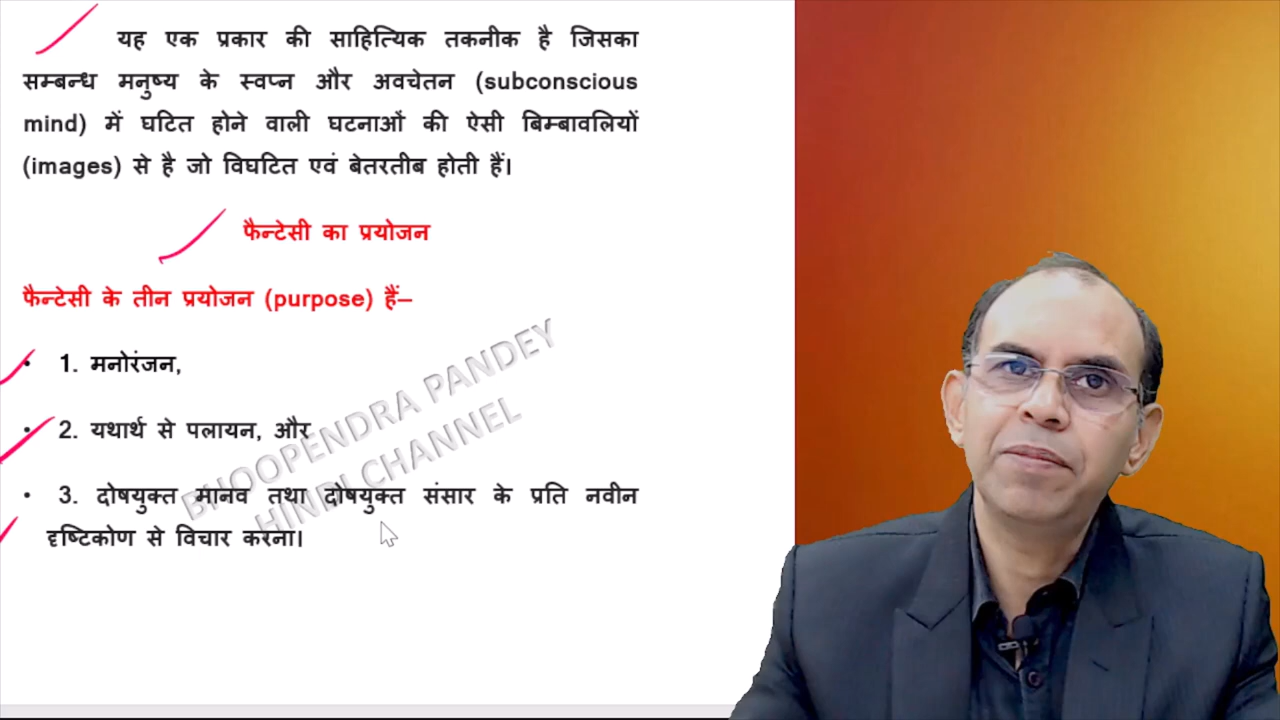 यह एक प्रकार की साहित्यिक तकनीक है जिसका
सम्बन्ध मनुष्य के स्वप्न और अवचेतन (subconscious
mind) में घटित होने वाली घटनाओं की ऐसी बिम्बावलियों
(images) से है जो विघटित एवं बेतरतीब होती हैं।
फैन्टेसी का प्रयोजन
फैन्टेसी के तीन प्रयोजन (purpose) हैं–
• 1. मनोरंजन,
• 2. यथार्थ से पलायन, और
• 3. दोषयुक्त मानव तथा दोषयुक्त संसार के प्रति नवीन
दृष्टिकोण से विचार करना।
BHOOPENDRA PANDEY
HINDI CHANNEL